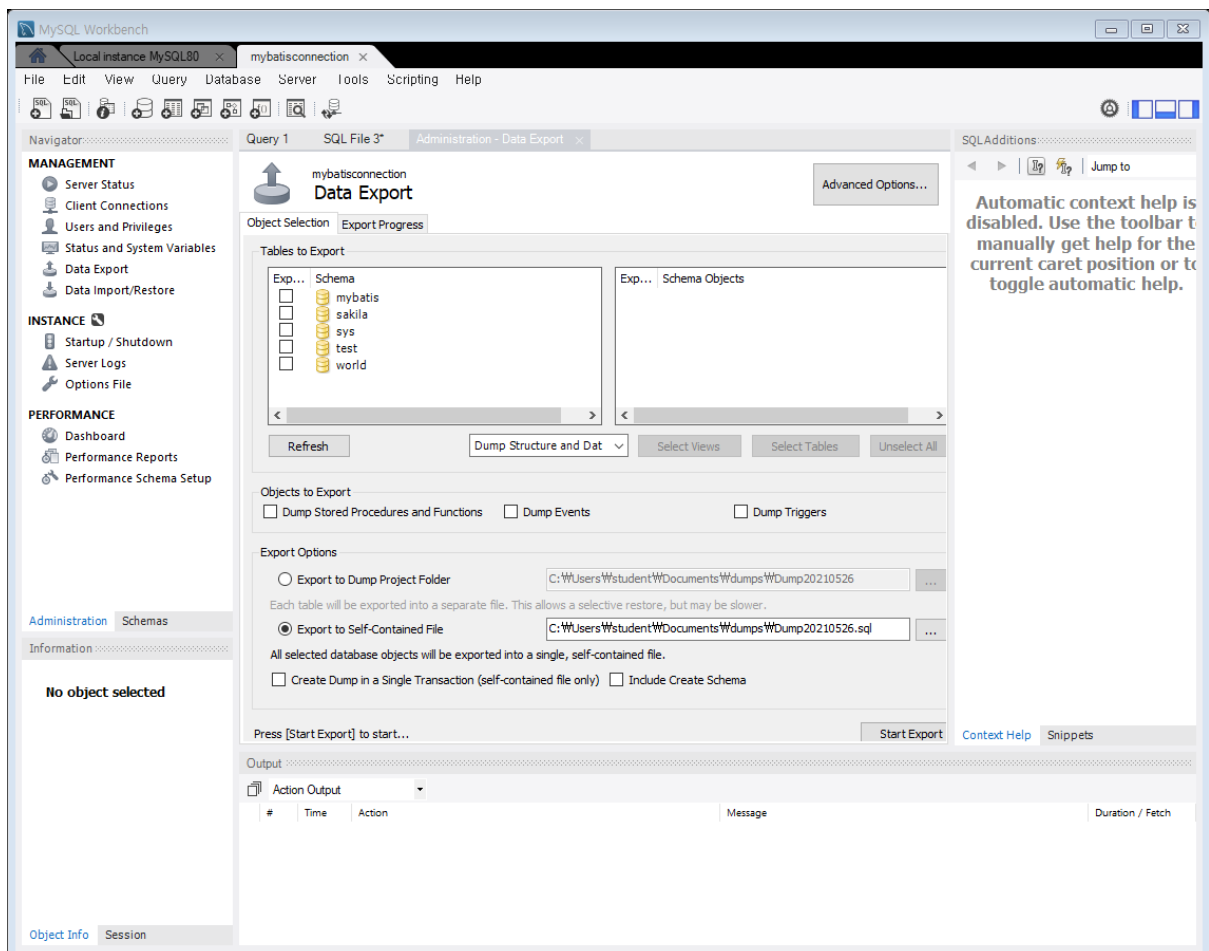 MySQL Workbench
Local instance MySQL80 ×
mybatisconnection ×
File Edit View Query Database Server Tools Scripting Help
Navigator
MANAGEMENT
Server Status
Client Connections
Users and Privileges
Status and System Variables
Data Export
Data Import/Restore
INSTANCE
Startup / Shutdown
Server Logs
Options File
PERFORMANCE
Dashboard
Performance Reports
Performance Schema Setup
Administration Schemas
Information
No object selected
Object Info Session
Query 1 SQL File 3* Administration - Data Export ×
mybatisconnection
Data Export
Advanced Options...
Object Selection Export Progress
Tables to Export
Exp... Schema
mybatis
sakila
sys
test
world
Exp... Schema Objects
Refresh Dump Structure and Dat Select Views Select Tables Unselect All
Objects to Export
Dump Stored Procedures and Functions Dump Events Dump Triggers
Export Options
Export to Dump Project Folder C:₩Users₩student₩Documents₩dumps₩Dump20210526 ...
Each table will be exported into a separate file. This allows a selective restore, but may be slower.
Export to Self-Contained File C:₩Users₩student₩Documents₩dumps₩Dump20210526.sql ...
All selected database objects will be exported into a single, self-contained file.
Create Dump in a Single Transaction (self-contained file only) Include Create Schema
Press [Start Export] to start... Start Export
Output
Action Output
# Time Action Message Duration / Fetch
SQLAdditions
Jump to
Automatic context help is
disabled. Use the toolbar t
manually get help for the
current caret position or to
toggle automatic help.
Context Help Snippets